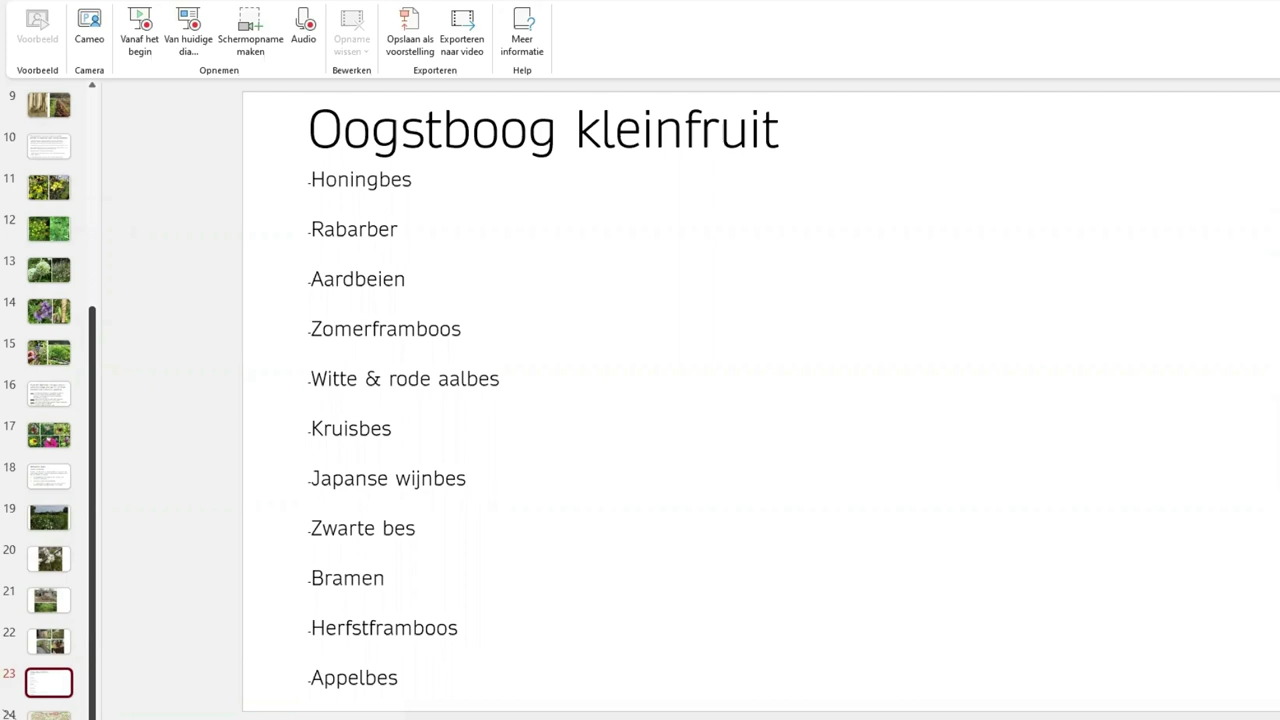 Voorbeeld
Cameo
Vanaf het begin
Van huidige dia...
Schermopname maken
Audio
Opname wissen
Opslaan als voorstelling
Exporteren naar video
Meer informatie
Voorbeeld
Camera
Opnemen
Bewerken
Exporteren
Help
9
10
11
12
13
14
15
16
17
18
19
20
21
22
23
24
Oogstboog kleinfruit
-Honingbes
-Rabarber
-Aardbeien
-Zomerframboos
-Witte & rode aalbes
-Kruisbes
-Japanse wijnbes
-Zwarte bes
-Bramen
-Herfstframboos
-Appelbes